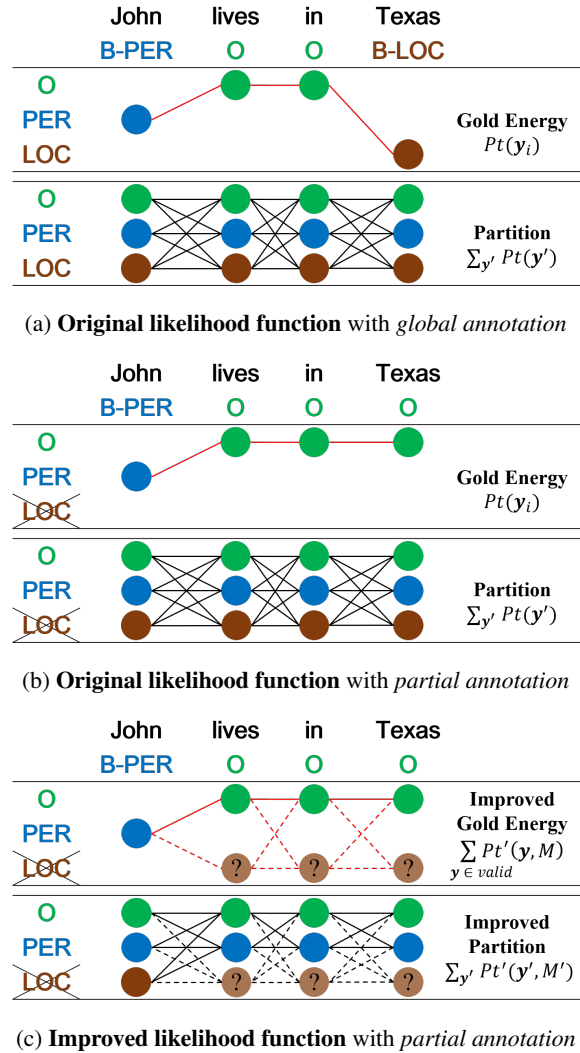 John lives in Texas
B-PER O O B-LOC
O
PER
LOC
Gold Energy
Pt(𝒚ᵢ)
O
PER
LOC
Partition
∑𝒚′ Pt(𝒚′)
(a) Original likelihood function with global annotation
John lives in Texas
B-PER O O O
O
PER
LOC
Gold Energy
Pt(𝒚ᵢ)
O
PER
LOC
Partition
∑𝒚′ Pt(𝒚′)
(b) Original likelihood function with partial annotation
John lives in Texas
B-PER O O O
O
PER
LOC
? ? ?
Improved
Gold Energy
∑ Pt′(𝒚, M)
𝒚 ∈ valid
O
PER
LOC
? ? ?
Improved
Partition
∑𝒚′ Pt′(𝒚′, M′)
(c) Improved likelihood function with partial annotation